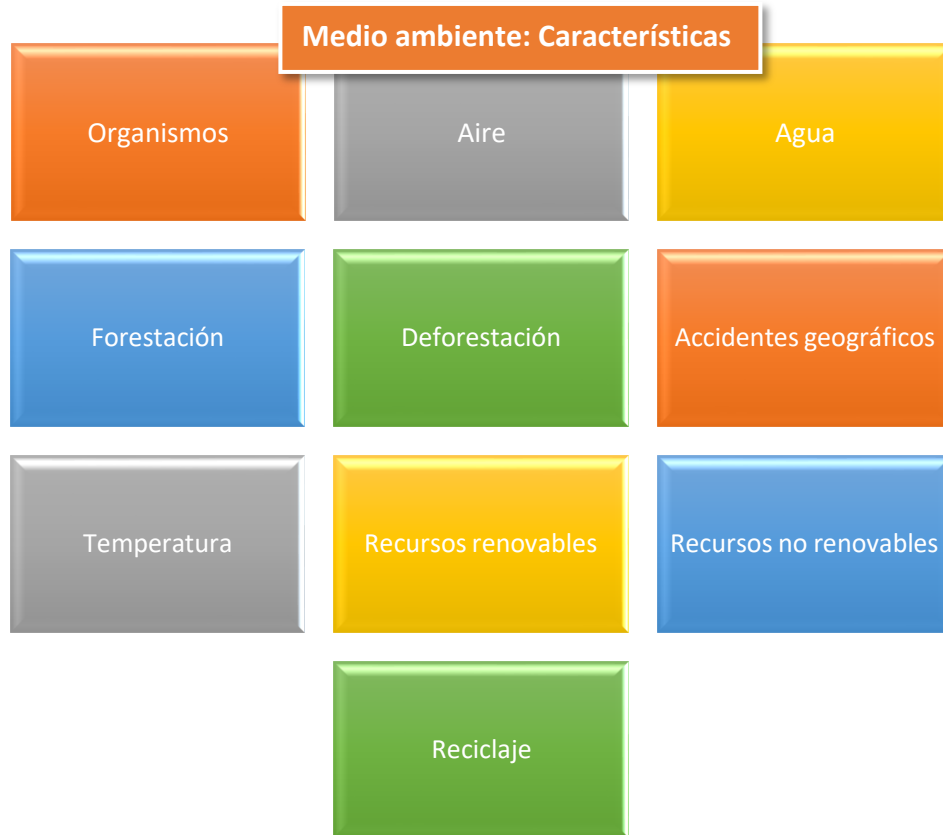 Medio ambiente: Características
Organismos
Aire
Agua
Forestación
Deforestación
Accidentes geográficos
Temperatura
Recursos renovables
Recursos no renovables
Reciclaje